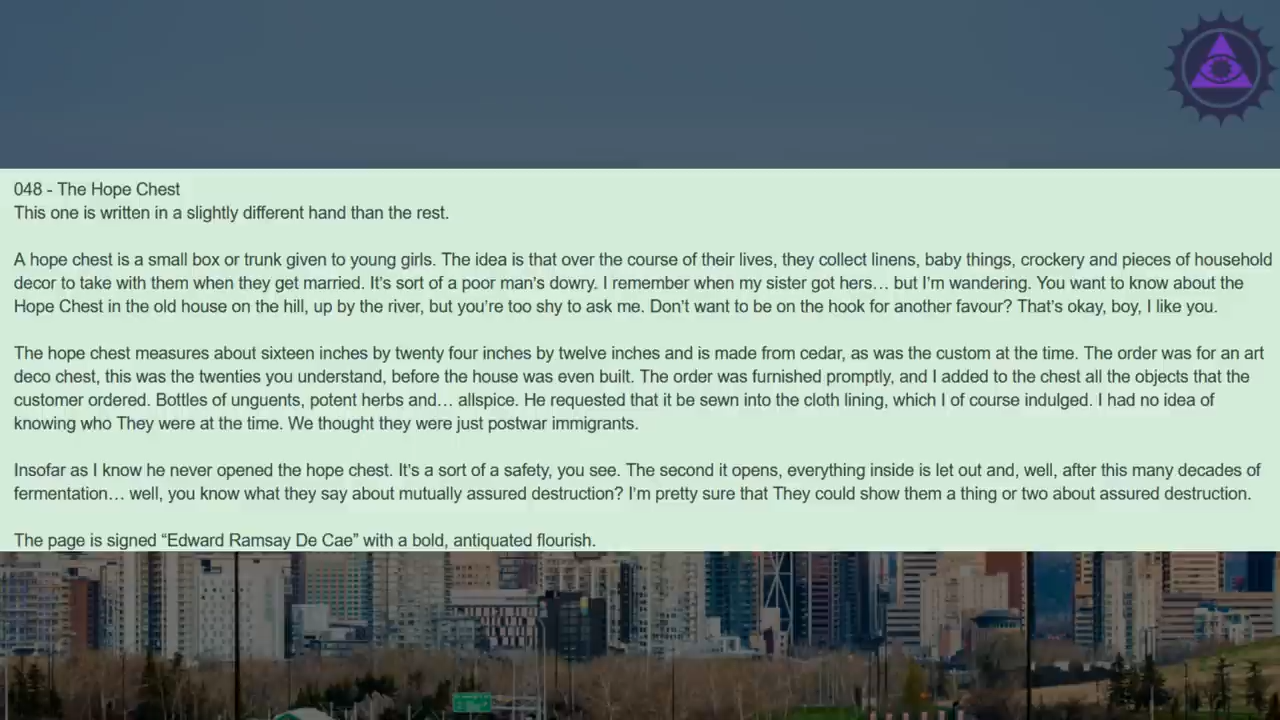 048 - The Hope Chest
This one is written in a slightly different hand than the rest.
A hope chest is a small box or trunk given to young girls. The idea is that over the course of their lives, they collect linens, baby things, crockery and pieces of household
decor to take with them when they get married. It’s sort of a poor man’s dowry. I remember when my sister got hers… but I’m wandering. You want to know about the
Hope Chest in the old house on the hill, up by the river, but you’re too shy to ask me. Don’t want to be on the hook for another favour? That’s okay, boy, I like you.
The hope chest measures about sixteen inches by twenty four inches by twelve inches and is made from cedar, as was the custom at the time. The order was for an art
deco chest, this was the twenties you understand, before the house was even built. The order was furnished promptly, and I added to the chest all the objects that the
customer ordered. Bottles of unguents, potent herbs and… allspice. He requested that it be sewn into the cloth lining, which I of course indulged. I had no idea of
knowing who They were at the time. We thought they were just postwar immigrants.
Insofar as I know he never opened the hope chest. It’s a sort of a safety, you see. The second it opens, everything inside is let out and, well, after this many decades of
fermentation… well, you know what they say about mutually assured destruction? I’m pretty sure that They could show them a thing or two about assured destruction.
The page is signed “Edward Ramsay De Cae” with a bold, antiquated flourish.